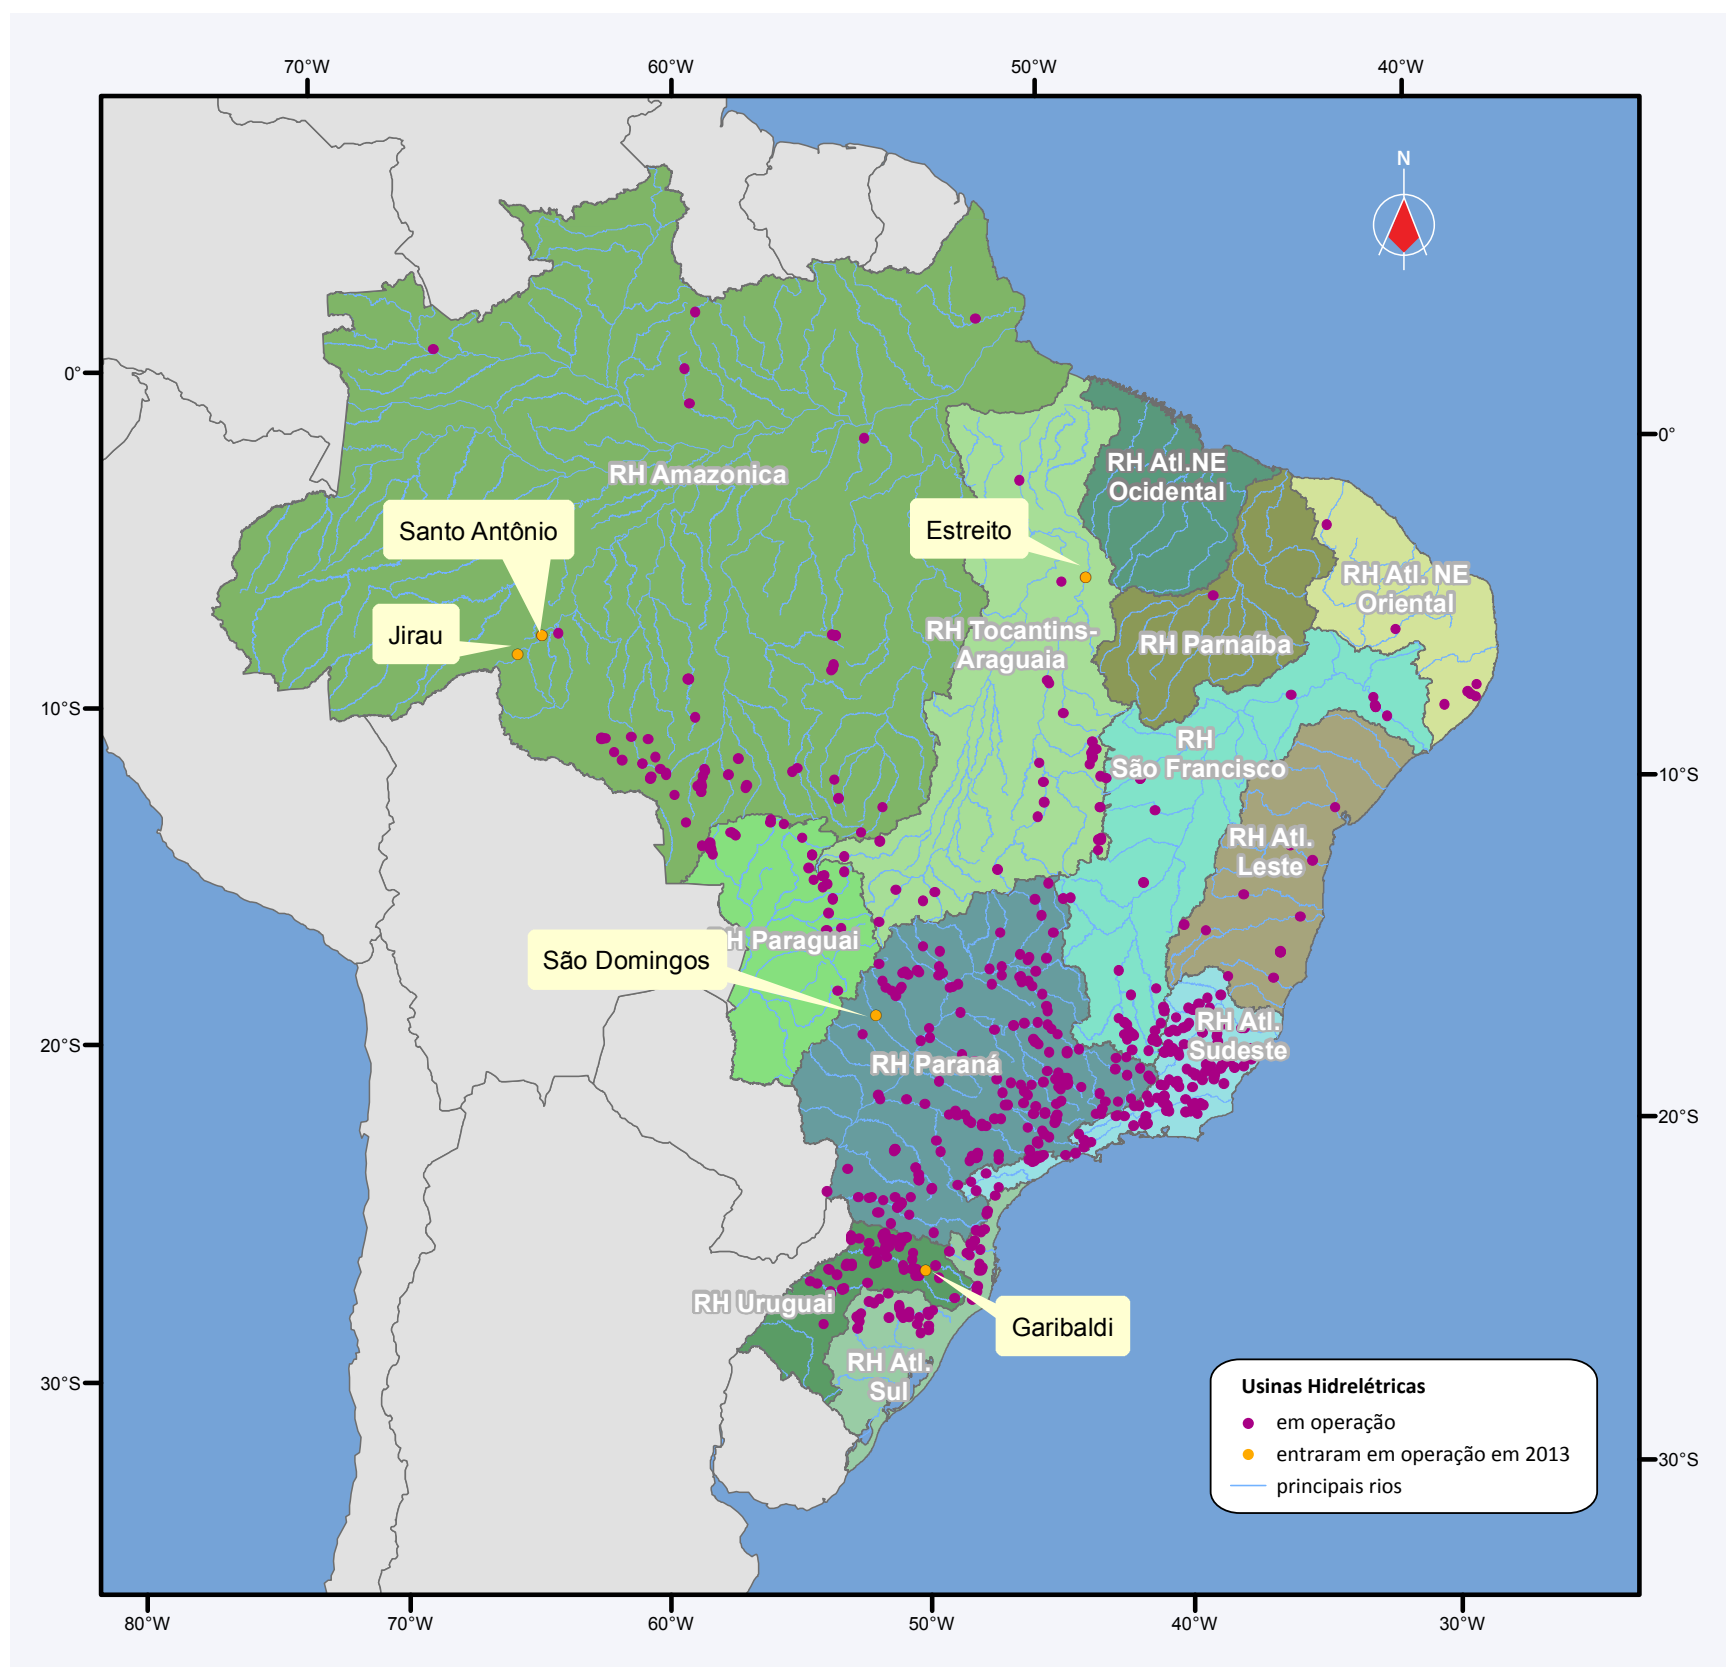 70°W
60°W
50°W
40°W
N
0°
0°
RH Amazonica
RH Atl.NE
Ocidental
Santo Antônio
Estreito
RH Atl. NE
Oriental
Jirau
RH Tocantins-
Araguaia
RH Parnaíba
10°S
10°S
RH
São Francisco
RH Atl.
Leste
H Paraguai
São Domingos
RH Atl.
Sudeste
20°S
20°S
RH Paraná
RH Uruguai
Garibaldi
RH Atl.
Sul
30°S
30°S
Usinas Hidrelétricas
em operação
entraram em operação em 2013
principais rios
80°W
70°W
60°W
50°W
40°W
30°W